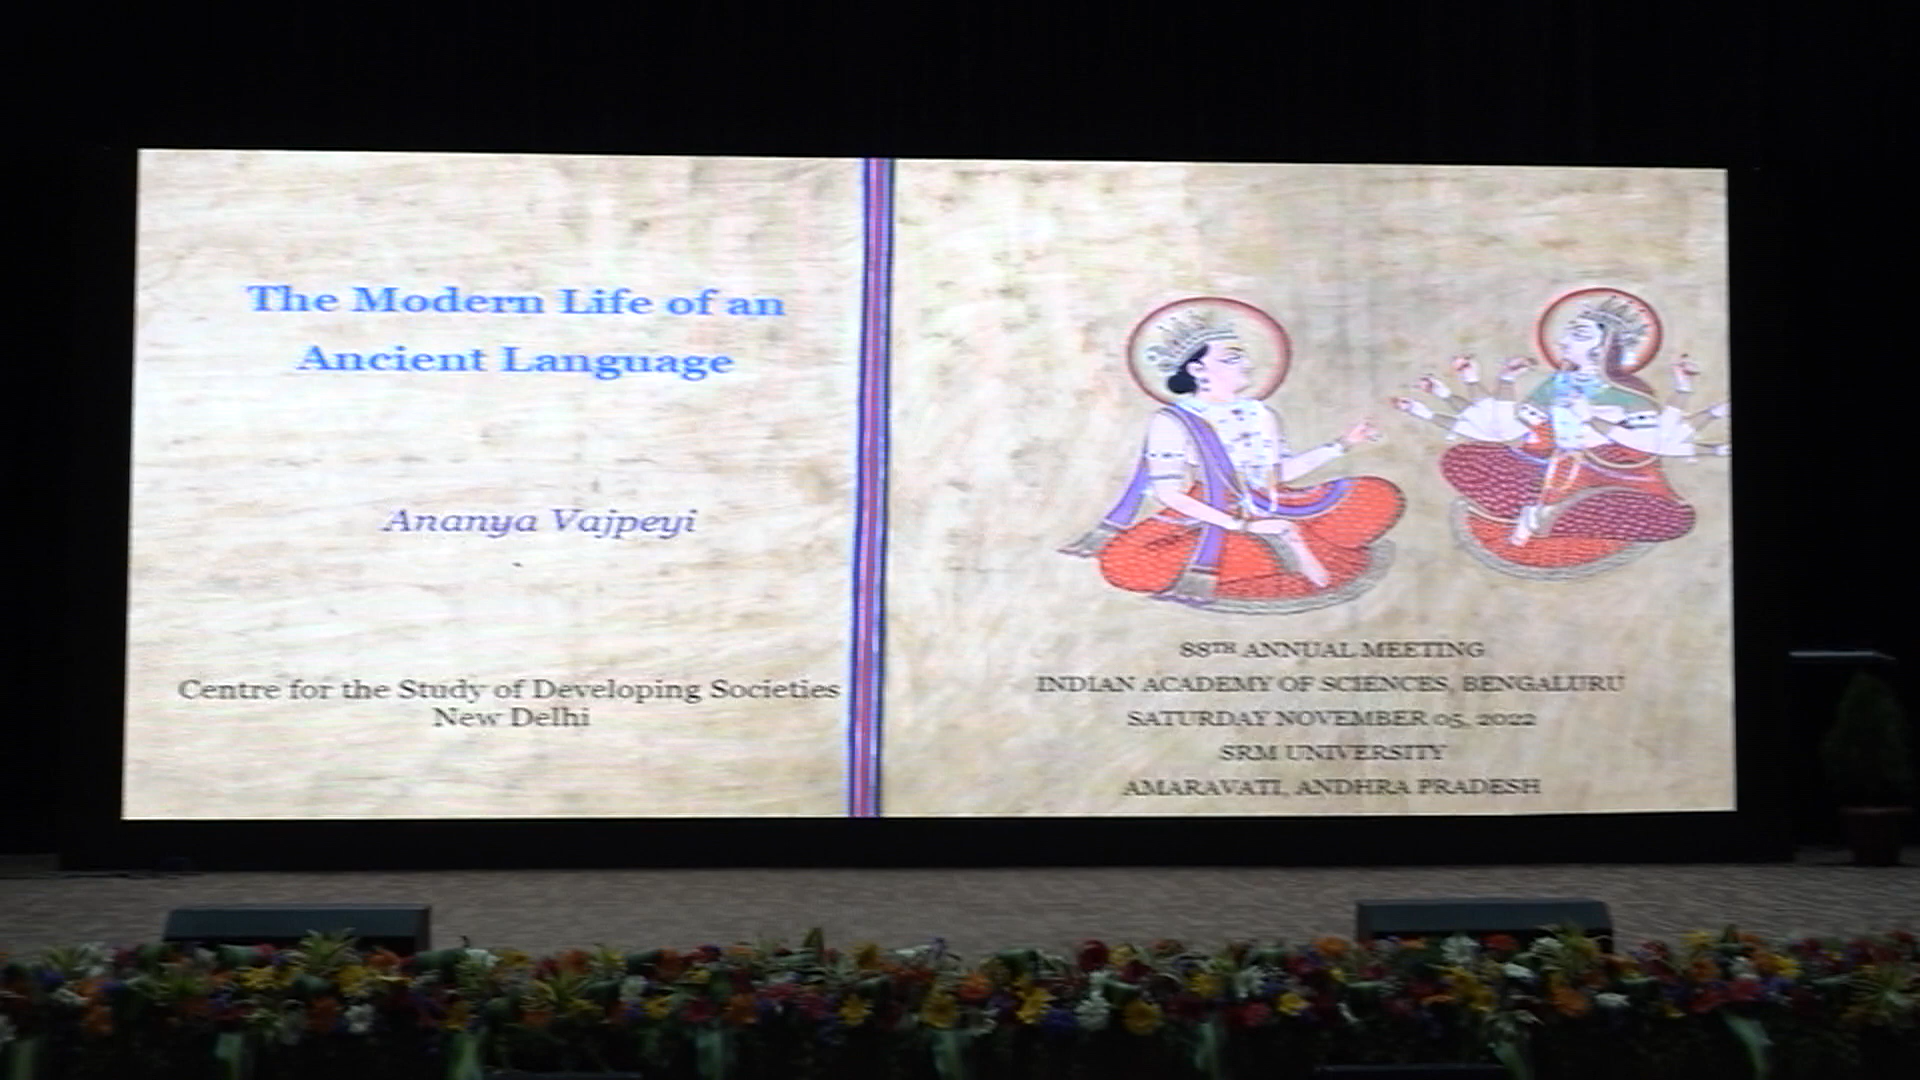 The Modern Life of an
Ancient Language
Ananya Vajpeyi
Centre for the Study of Developing Societies
New Delhi
88TH ANNUAL MEETING
INDIAN ACADEMY OF SCIENCES, BENGALURU
SATURDAY NOVEMBER 05, 2022
SRM UNIVERSITY
AMARAVATI, ANDHRA PRADESH